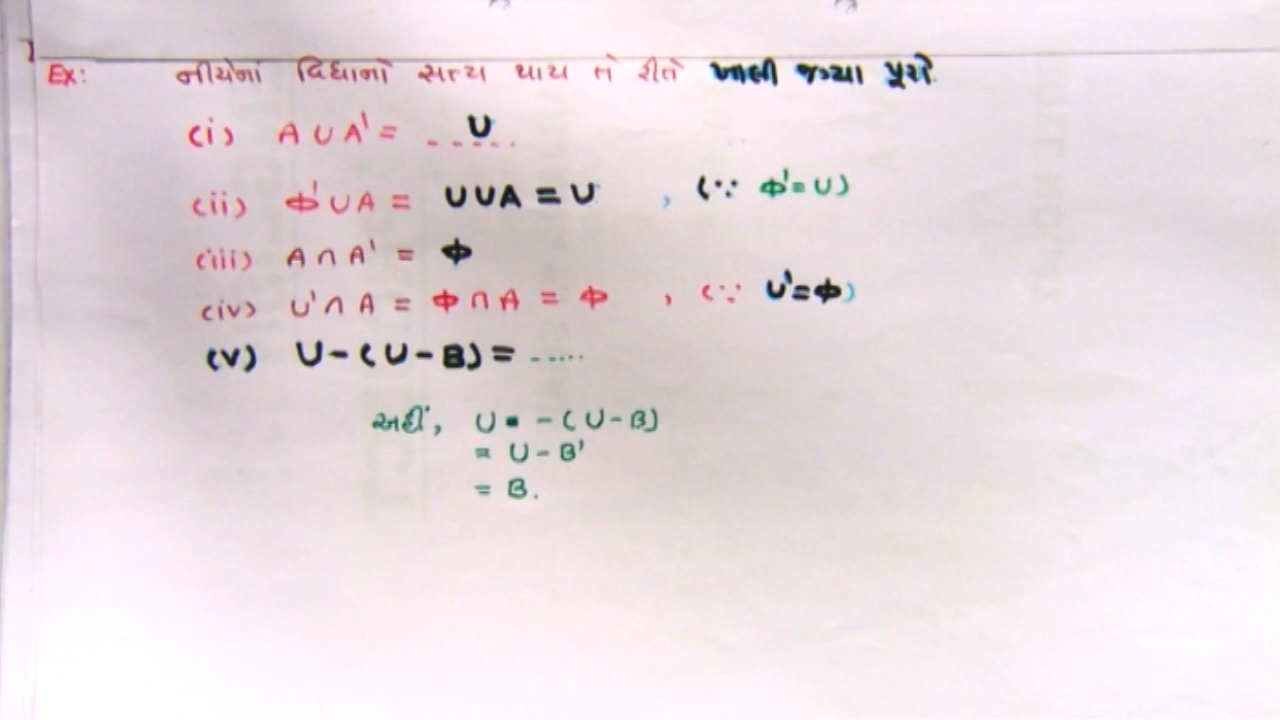 Ex: નીચેનાં વિધાનો સત્ય થાય તે રીતે ખાલી જગ્યા પૂરો.
(i) A ∪ A' = ..U...
(ii) Φ' ∪ A = U ∪ A = U , (∵ Φ' = U)
(iii) A ∩ A' = Φ
(iv) U' ∩ A = Φ ∩ A = Φ , (∵ U' = Φ)
(v) U - (U - B) = .....
અહીં, U - (U - B)
= U - B'
= B.